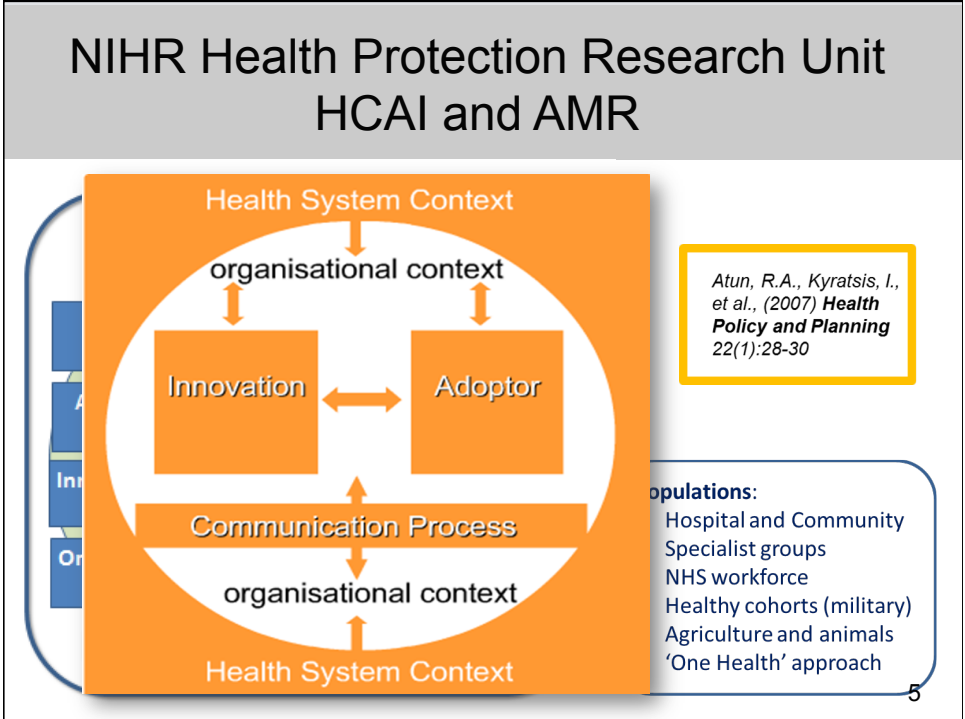 NIHR Health Protection Research Unit
HCAI and AMR
Health System Context
organisational context
Innovation
Adoptor
Communication Process
organisational context
Health System Context
Atun, R.A., Kyratsis, I.,
et al., (2007) Health
Policy and Planning
22(1):28-30
opulations:
Hospital and Community
Specialist groups
NHS workforce
Healthy cohorts (military)
Agriculture and animals
‘One Health’ approach
5